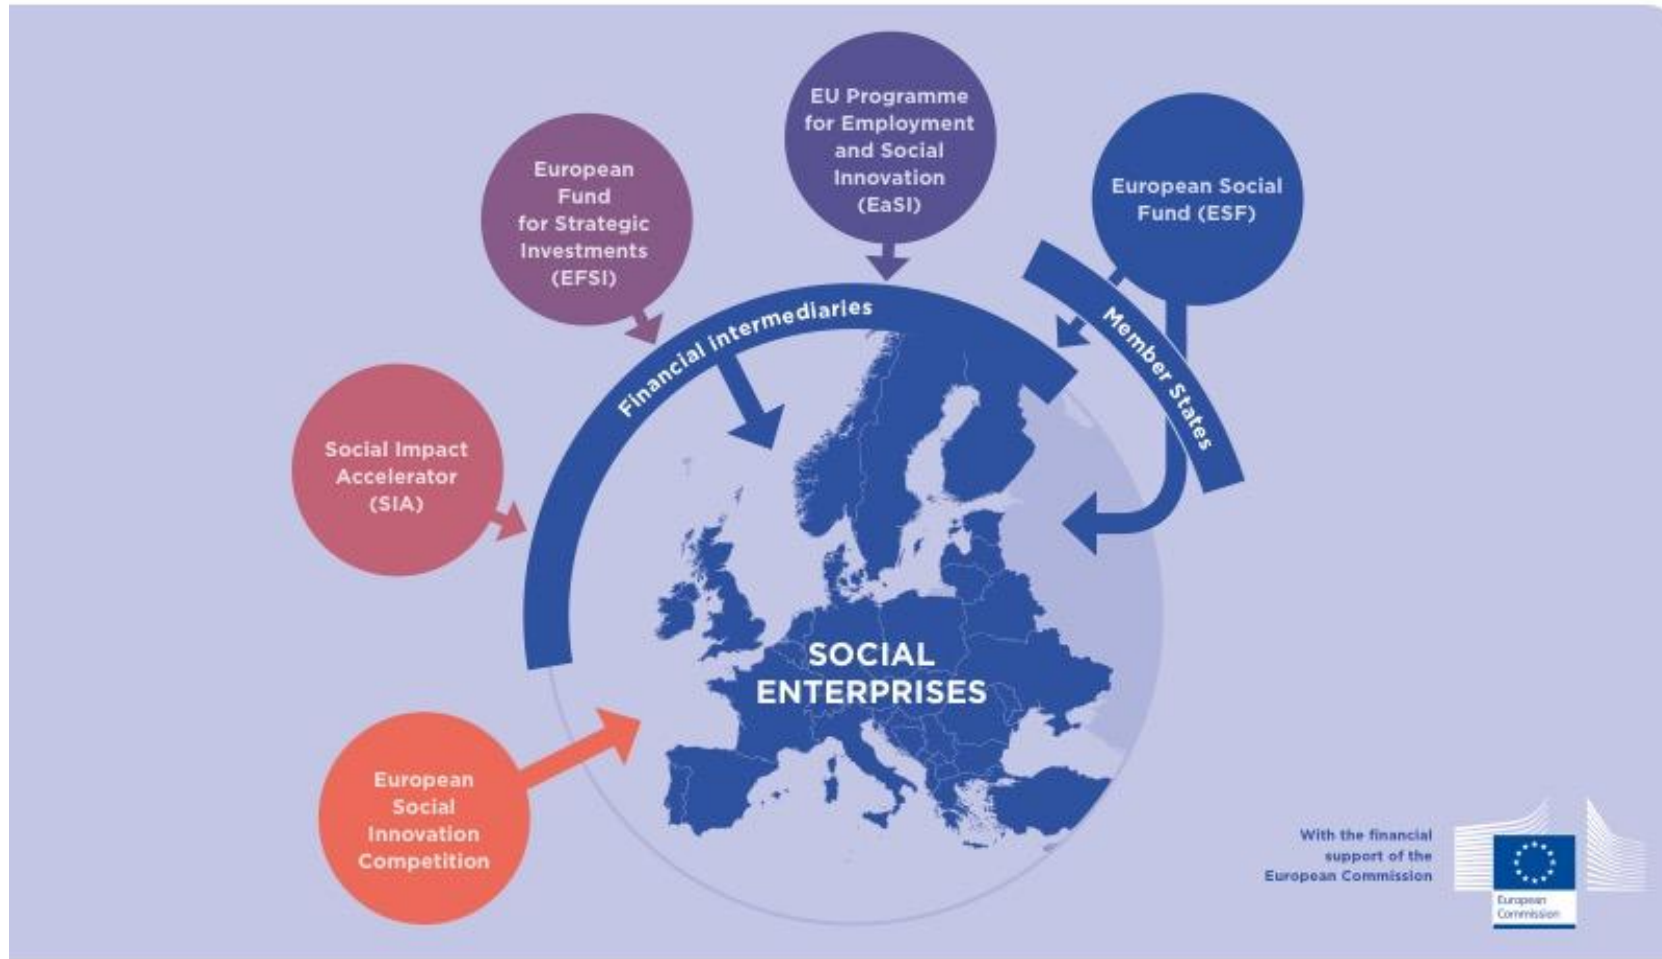 EU Programme
for Employment
and Social
Innovation
(EaSI)
European
Fund
for Strategic
Investments
(EFSI)
European Social
Fund (ESF)
Financial intermediaries
Member States
Social Impact
Accelerator
(SIA)
SOCIAL
ENTERPRISES
European
Social
Innovation
Competition
With the financial
support of the
European Commission
European
Commission